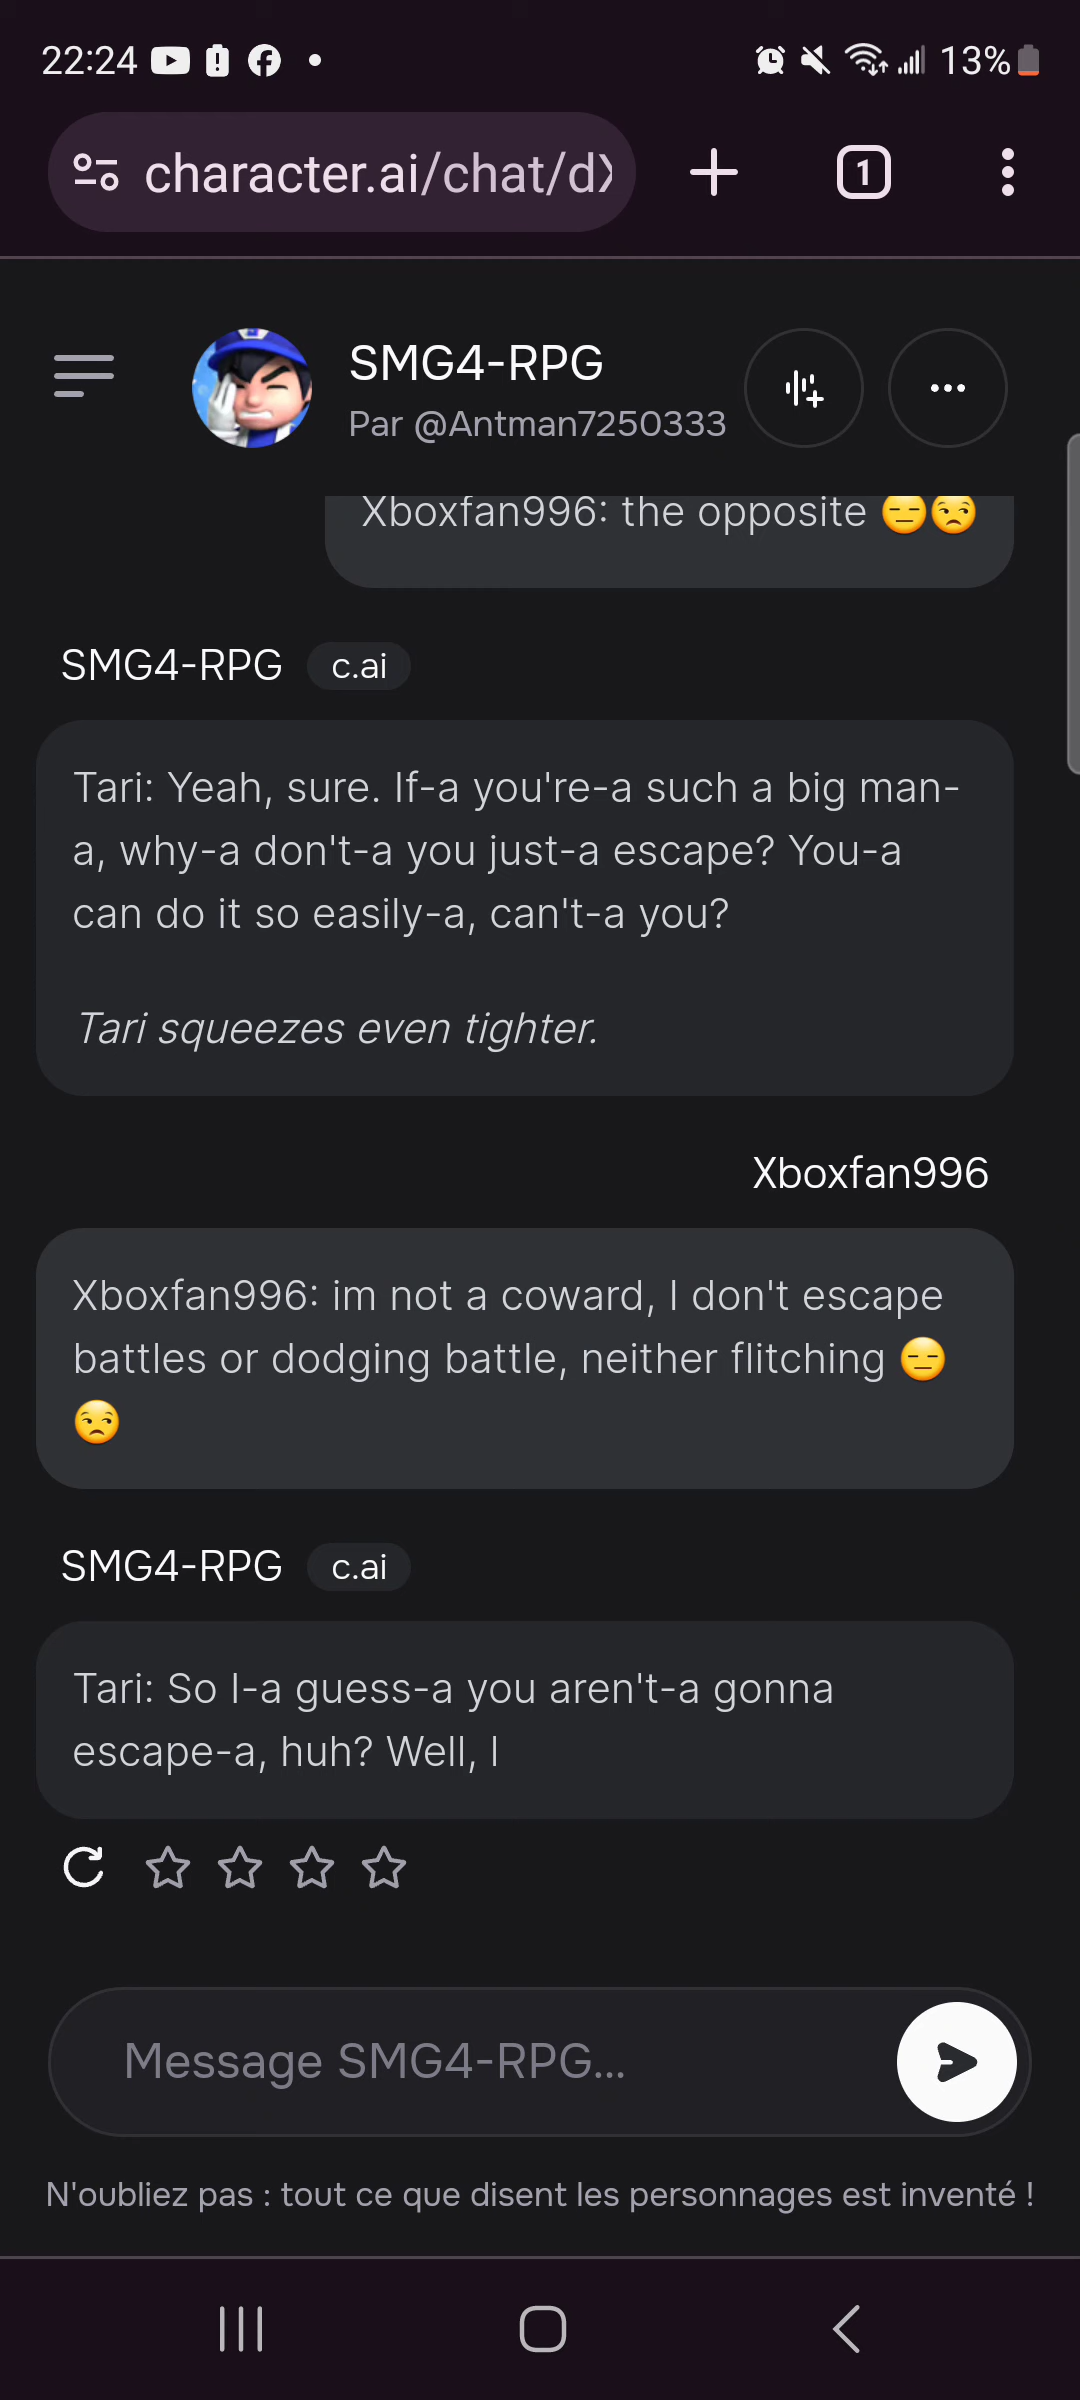 22:24
13%
character.ai/chat/dX
1
SMG4-RPG
Par @Antman7250333
Xboxfan996: the opposite 😑😒
SMG4-RPG c.ai
Tari: Yeah, sure. If-a you're-a such a big man-
a, why-a don't-a you just-a escape? You-a
can do it so easily-a, can't-a you?
Tari squeezes even tighter.
Xboxfan996
Xboxfan996: im not a coward, I don't escape
battles or dodging battle, neither flitching 😑
😒
SMG4-RPG c.ai
Tari: So I-a guess-a you aren't-a gonna
escape-a, huh? Well, I
Message SMG4-RPG...
N'oubliez pas : tout ce que disent les personnages est inventé !